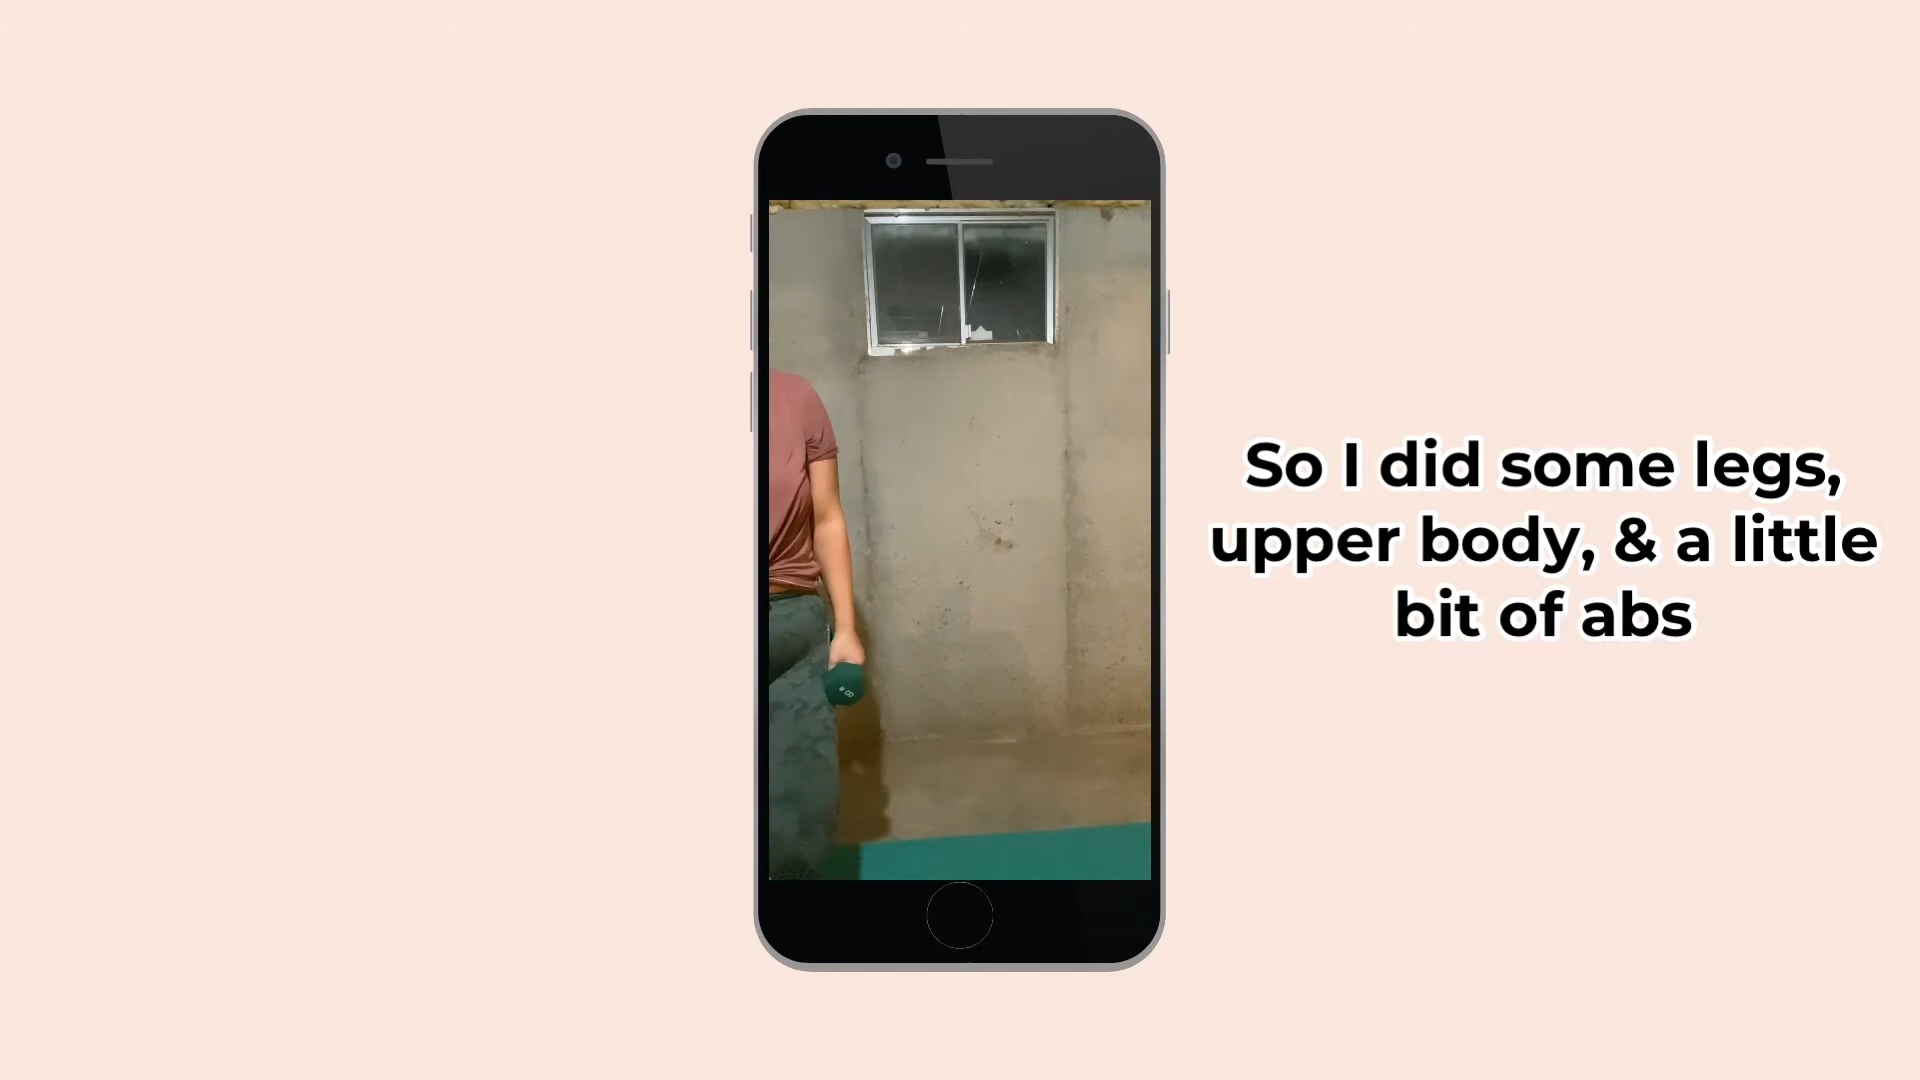 So I did some legs,
upper body, & a little
bit of abs